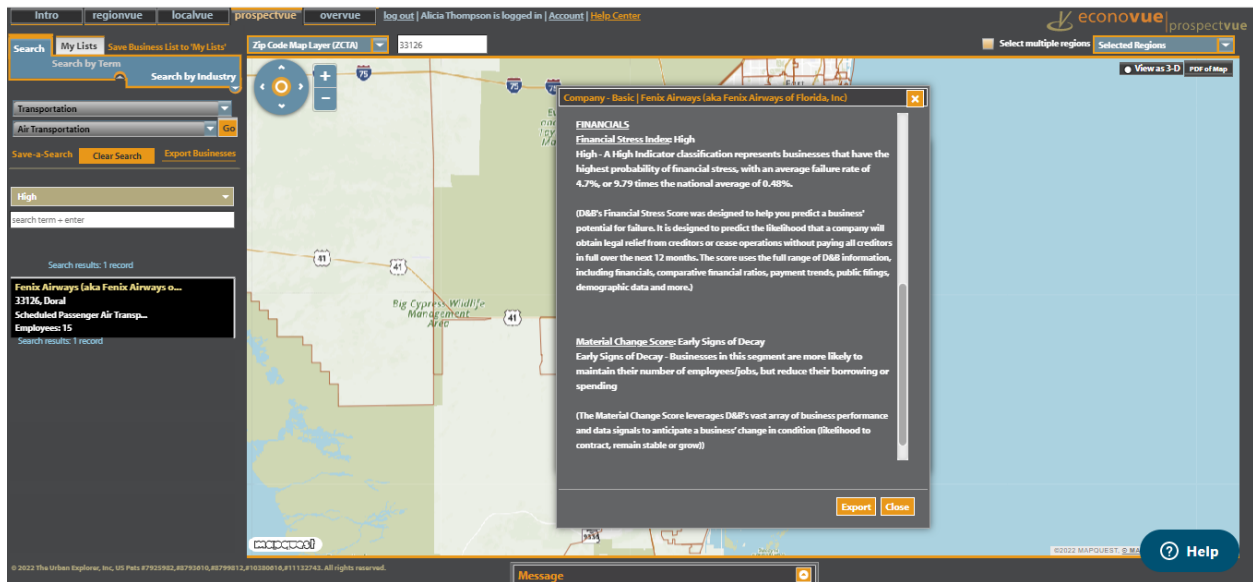 Intro
regionvue
localvue
prospectvue
overvue
log out | Alicia Thompson is logged in | Account | Help Center
econovue|prospectvue
Search
My Lists
Save Business List to 'My Lists'
Zip Code Map Layer (ZCTA)
33126
Select multiple regions
Selected Regions
Search by Term
Search by Industry
View as 3-D
PDF of Map
Transportation
Air Transportation
Go
Save-a-Search
Clear Search
Export Businesses
High
search term + enter
Search results: 1 record
Fenix Airways (aka Fenix Airways o...
33126, Doral
Scheduled Passenger Air Transp...
Employees: 15
Search results: 1 record
75
75
75
41
41
41
Big Cypress Wildlife
Management
Area
Company - Basic | Fenix Airways (aka Fenix Airways of Florida, Inc)
FINANCIALS
Financial Stress Index: High
High - A High Indicator classification represents businesses that have the
highest probability of financial stress, with an average failure rate of
4.7%, or 9.79 times the national average of 0.48%.
(D&B's Financial Stress Score was designed to help you predict a business'
potential for failure. It is designed to predict the likelihood that a company will
obtain legal relief from creditors or cease operations without paying all creditors
in full over the next 12 months. The score uses the full range of D&B information,
including financials, comparative financial ratios, payment trends, public filings,
demographic data and more.)
Material Change Score: Early Signs of Decay
Early Signs of Decay - Businesses in this segment are more likely to
maintain their number of employees/jobs, but reduce their borrowing or
spending
(The Material Change Score leverages D&B's vast array of business performance
and data signals to anticipate a business' change in condition (likelihood to
contract, remain stable or grow))
Export
Close
9336
mapquest
©2022 MAPQUEST, © MA
Help
© 2022 The Urban Explorer, Inc, US Pats #7925982,#8793610,#8799812,#10380616,#11132743. All rights reserved.
Message